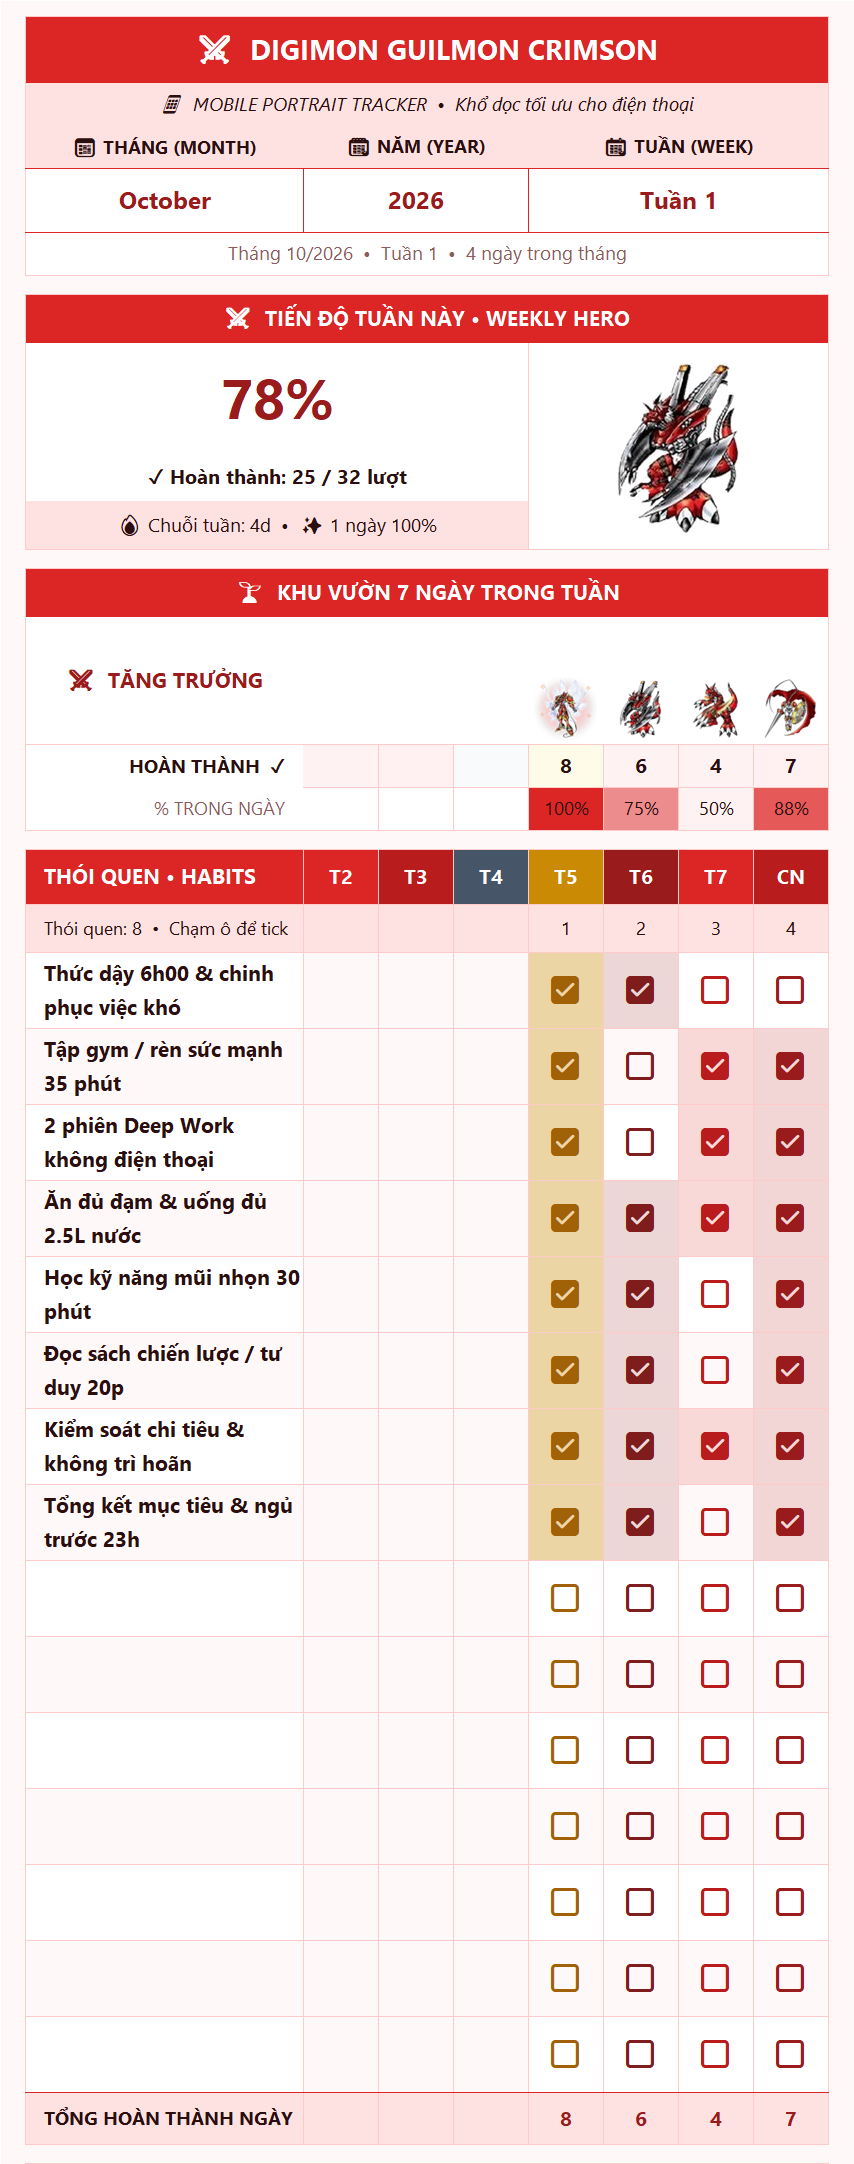 DIGIMON GUILMON CRIMSON
MOBILE PORTRAIT TRACKER • Khổ dọc tối ưu cho điện thoại
THÁNG (MONTH) NĂM (YEAR) TUẦN (WEEK)
October 2026 Tuần 1
Tháng 10/2026 • Tuần 1 • 4 ngày trong tháng
TIẾN ĐỘ TUẦN NÀY • WEEKLY HERO
78%
✓ Hoàn thành: 25 / 32 lượt
Chuỗi tuần: 4d • 1 ngày 100%
KHU VƯỜN 7 NGÀY TRONG TUẦN
TĂNG TRƯỞNG
HOÀN THÀNH ✓ 8 6 4 7
% TRONG NGÀY 100% 75% 50% 88%
THÓI QUEN • HABITS T2 T3 T4 T5 T6 T7 CN
Thói quen: 8 • Chạm ô để tick 1 2 3 4
Thức dậy 6h00 & chinh
phục việc khó
Tập gym / rèn sức mạnh
35 phút
2 phiên Deep Work
không điện thoại
Ăn đủ đạm & uống đủ
2.5L nước
Học kỹ năng mũi nhọn 30
phút
Đọc sách chiến lược / tư
duy 20p
Kiểm soát chi tiêu &
không trì hoãn
Tổng kết mục tiêu & ngủ
trước 23h
TỔNG HOÀN THÀNH NGÀY 8 6 4 7